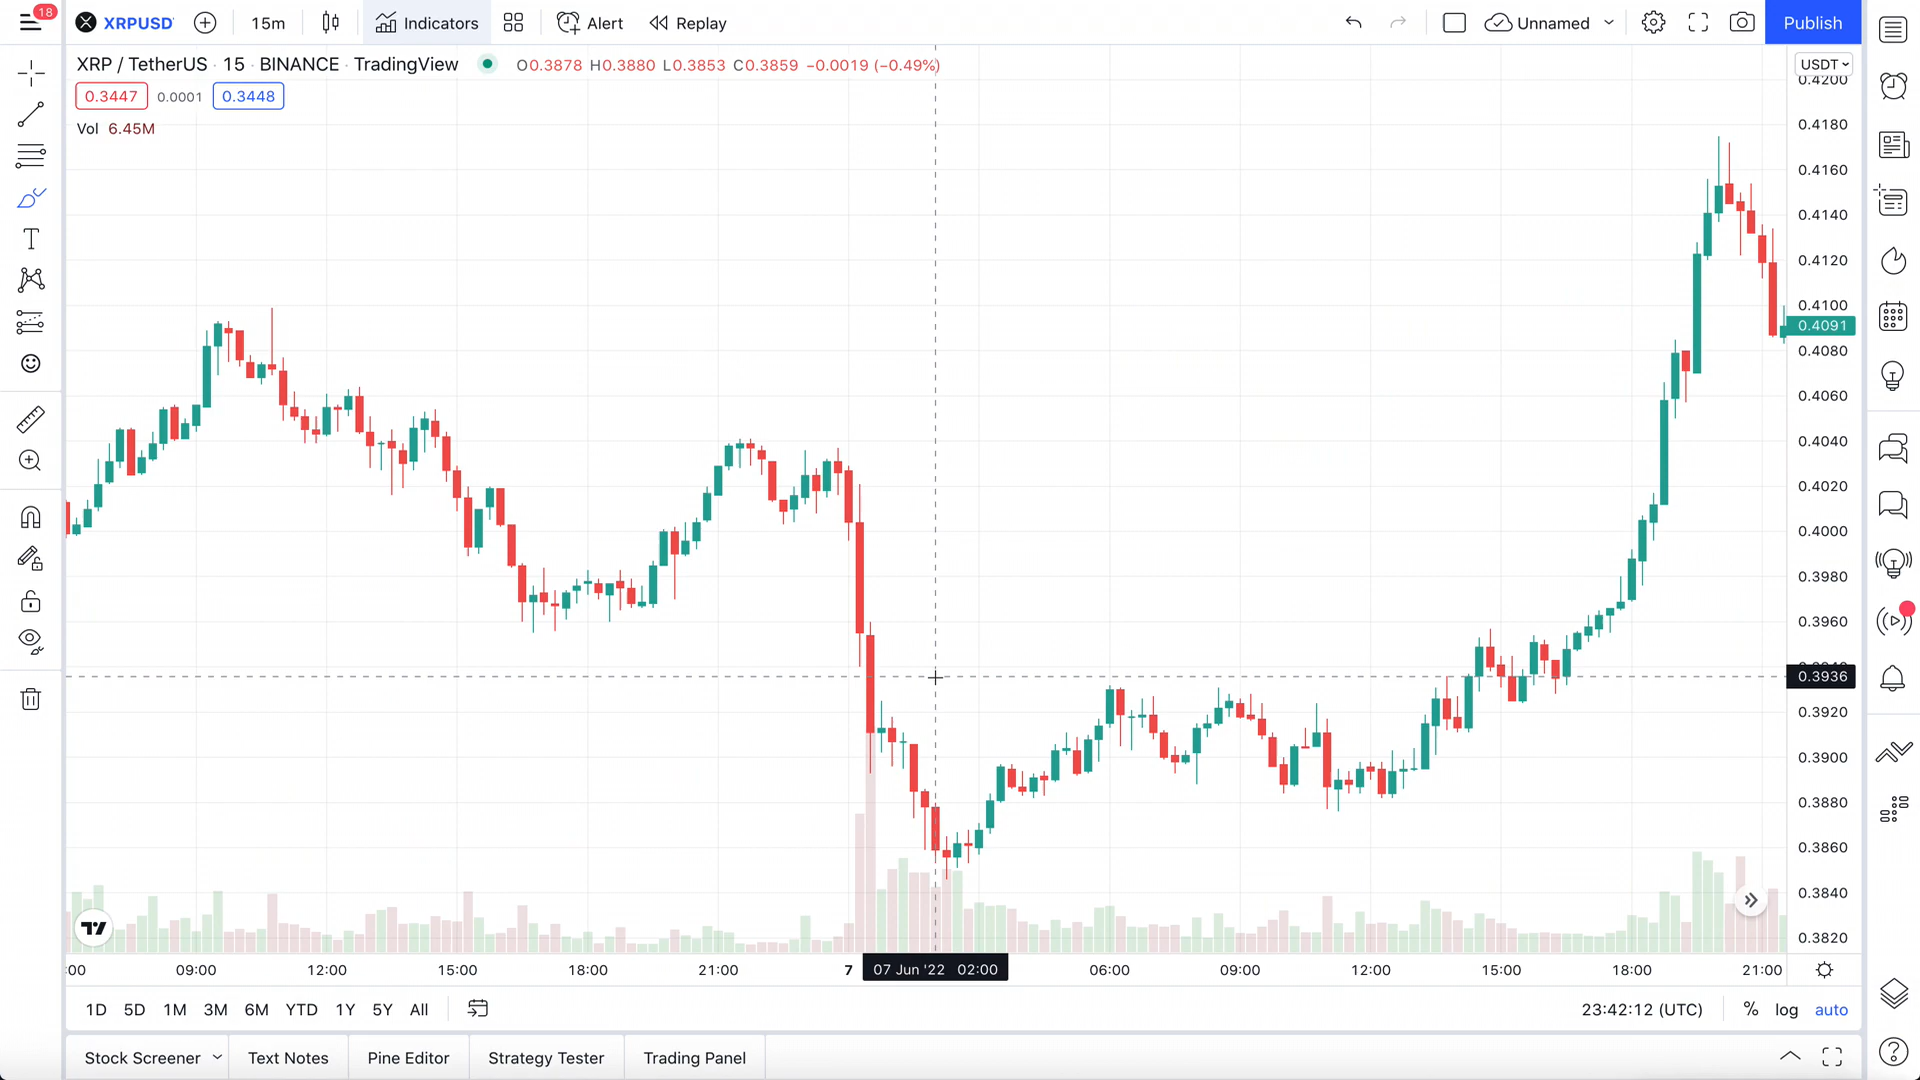 18
XRPUSD
15m
Indicators
Alert
Replay
Unnamed
Publish
XRP / TetherUS · 15 · BINANCE · TradingView
O0.3878 H0.3880 L0.3853 C0.3859 −0.0019 (−0.49%)
USDT
0.3447
0.0001
0.3448
Vol 6.45M
0.4200
0.4180
0.4160
0.4140
0.4120
0.4100
0.4091
0.4080
0.4060
0.4040
0.4020
0.4000
0.3980
0.3960
0.3936
0.3920
0.3900
0.3880
0.3860
0.3840
0.3820
:00
09:00
12:00
15:00
18:00
21:00
7
07 Jun '22 02:00
06:00
09:00
12:00
15:00
18:00
21:00
1D 5D 1M 3M 6M YTD 1Y 5Y All
23:42:12 (UTC)
%
log
auto
Stock Screener
Text Notes
Pine Editor
Strategy Tester
Trading Panel